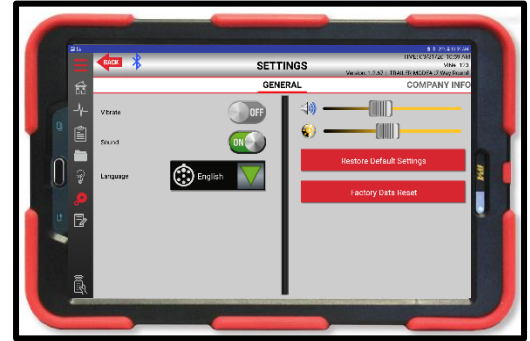 BACK
SETTINGS
GENERAL
COMPANY INFO
Vibrate
OFF
Sound
ON
Language
English
Restore Default Settings
Factory Data Reset